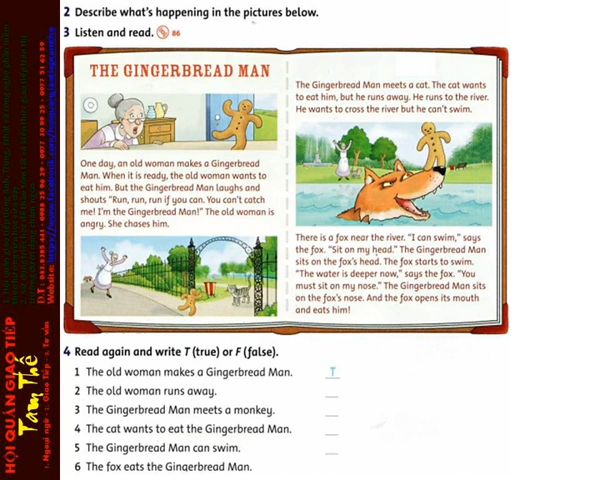 2 Describe what's happening in the pictures below.
3 Listen and read. 86
THE GINGERBREAD MAN
One day, an old woman makes a Gingerbread
Man. When it is ready, the old woman wants to
eat him. But the Gingerbread Man laughs and
shouts "Run, run, run if you can. You can't catch
me! I'm the Gingerbread Man!" The old woman is
angry. She chases him.
The Gingerbread Man meets a cat. The cat wants
to eat him, but he runs away. He runs to the river.
He wants to cross the river but he can't swim.
There is a fox near the river. "I can swim," says
the fox. "Sit on my head." The Gingerbread Man
sits on the fox's head. The fox starts to swim.
"The water is deeper now," says the fox. "You
must sit on my nose." The Gingerbread Man sits
on the fox's nose. And the fox opens its mouth
and eats him!
4 Read again and write T (true) or F (false).
1 The old woman makes a Gingerbread Man. T
2 The old woman runs away.
3 The Gingerbread Man meets a monkey.
4 The cat wants to eat the Gingerbread Man.
5 The Gingerbread Man can swim.
6 The fox eats the Gingerbread Man.
HỘI QUÁN GIAO TIẾP
Tam Thế
1. Ngoại ngữ - 2. Giao Tiếp - 3. Tư vấn